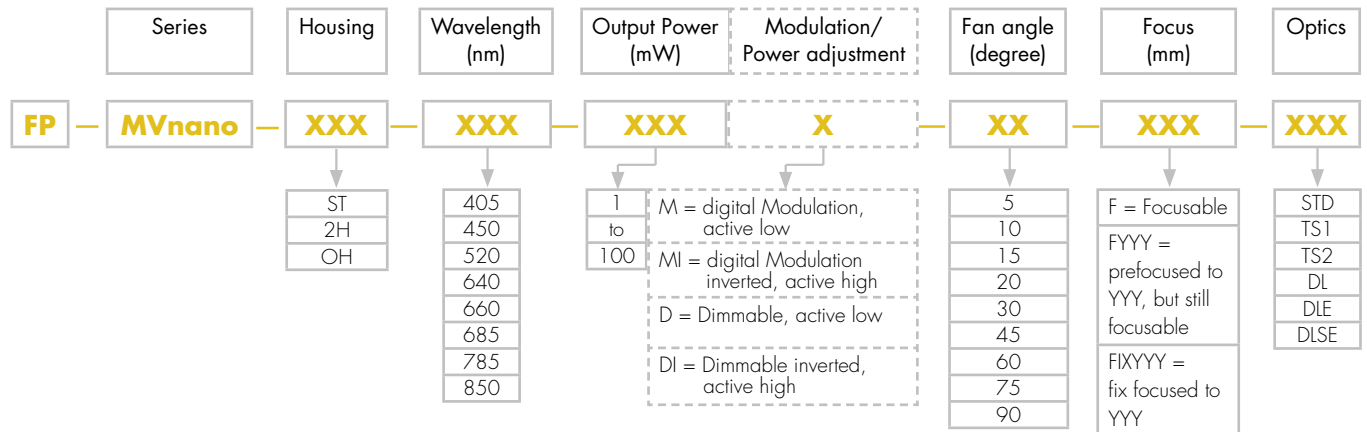 Series
Housing
Wavelength
(nm)
Output Power
(mW)
Modulation/
Power adjustment
Fan angle
(degree)
Focus
(mm)
Optics
FP — MVnano — XXX — XXX — XXX X — XX — XXX — XXX
ST
2H
OH
405
450
520
640
660
685
785
850
1
to
100
M = digital Modulation,
active low
MI = digital Modulation
inverted, active high
D = Dimmable, active low
DI = Dimmable inverted,
active high
5
10
15
20
30
45
60
75
90
F = Focusable
FYYY =
prefocused to
YYY, but still
focusable
FIXYYY =
fix focused to
YYY
STD
TS1
TS2
DL
DLE
DLSE